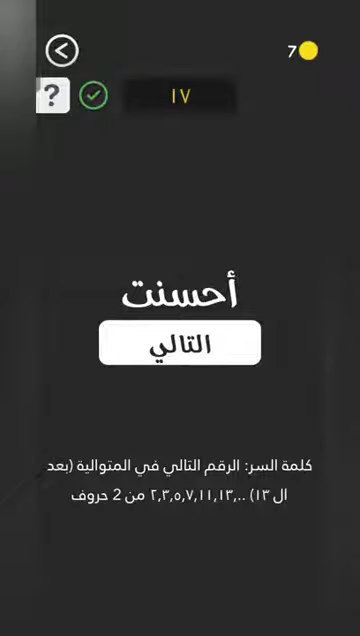 7
?
١٧
أحسنت
التالي
كلمة السر: الرقم التالي في المتوالية (بعد
ال ١٣) ..٢,٣,٥,٧,١١,١٣, من 2 حروف